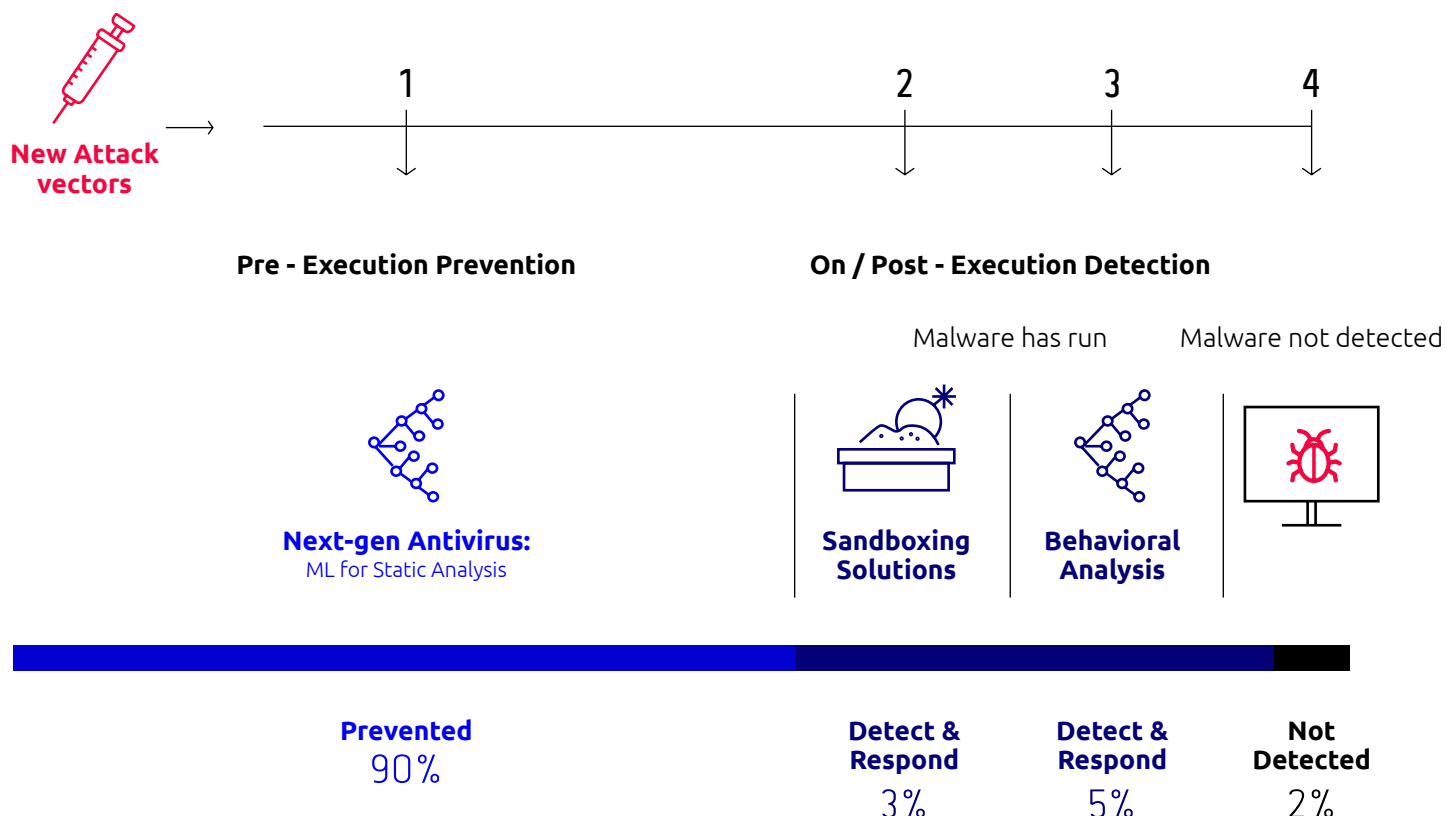 1
2
3
4
New Attack
vectors
Pre - Execution Prevention
On / Post - Execution Detection
Malware has run
Malware not detected
Next-gen Antivirus:
ML for Static Analysis
Sandboxing
Solutions
Behavioral
Analysis
Prevented
90%
Detect &
Respond
3%
Detect &
Respond
5%
Not
Detected
2%